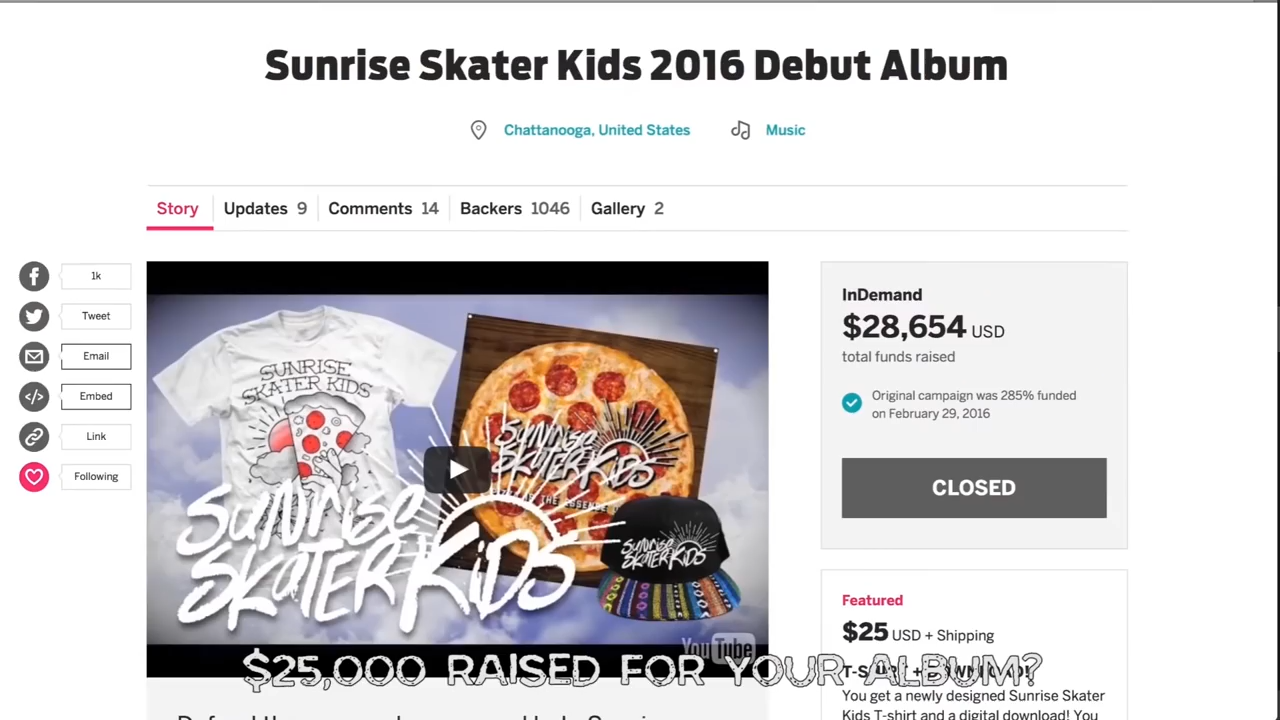 Sunrise Skater Kids 2016 Debut Album
Chattanooga, United States
Music
Story
Updates 9
Comments 14
Backers 1046
Gallery 2
1k
Tweet
Email
Embed
Link
Following
SUNRISE
SKATER KIDS
SUNRISE
SKATER KIDS
SUNRISE
SKATER KIDS
Sunrise
SKATER KiDS
YouTube
InDemand
$28,654 USD
total funds raised
Original campaign was 285% funded
on February 29, 2016
CLOSED
Featured
$25 USD + Shipping
$25,000 RAISED FOR YOUR ALBUM?
You get a newly designed Sunrise Skater
Kids T-shirt and a digital download! You